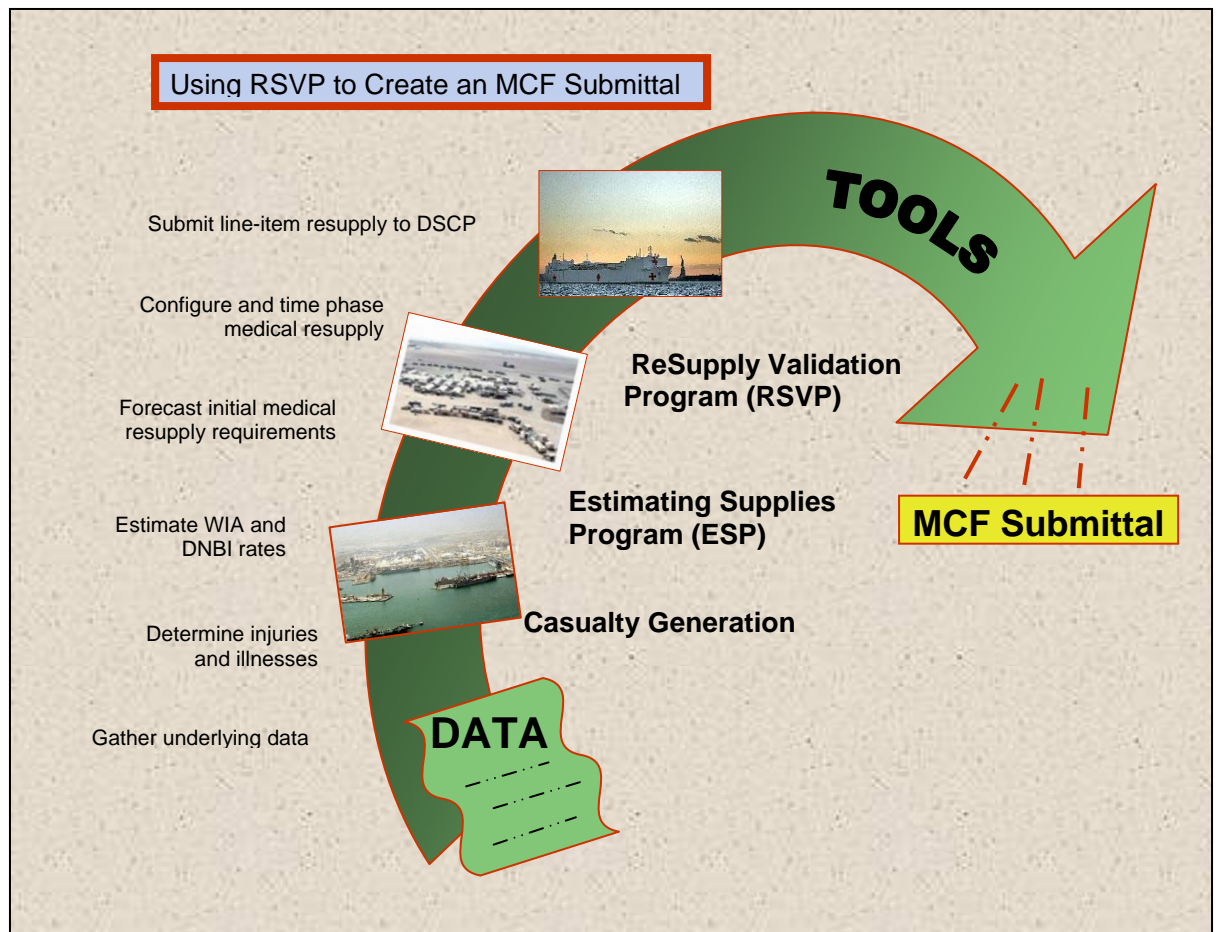 Using RSVP to Create an MCF Submittal
TOOLS
Submit line-item resupply to DSCP
Configure and time phase
medical resupply
ReSupply Validation
Program (RSVP)
Forecast initial medical
resupply requirements
Estimating Supplies
Program (ESP)
MCF Submittal
Estimate WIA and
DNBI rates
Casualty Generation
Determine injuries
and illnesses
Gather underlying data
DATA